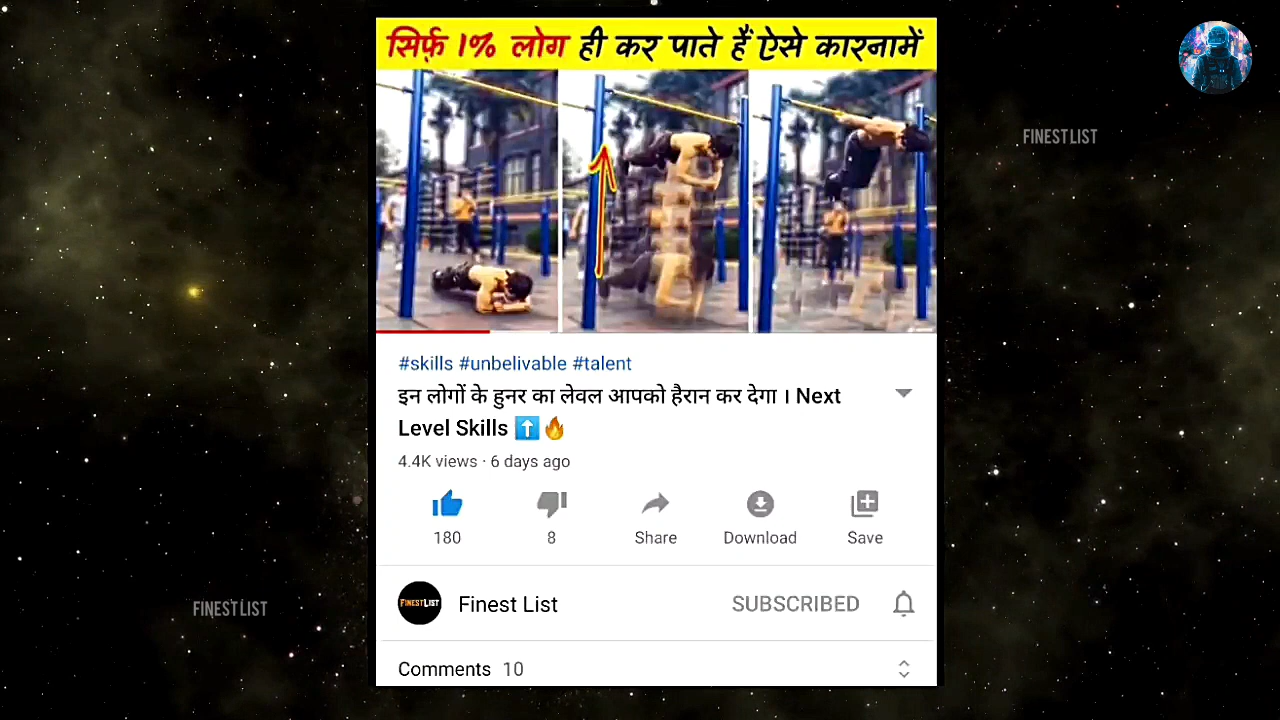 सिर्फ़ 1% लोग ही कर पाते हैं ऐसे कारनामें
FINESTLIST
#skills #unbelivable #talent
इन लोगों के हुनर का लेवल आपको हैरान कर देगा । Next
Level Skills ⬆️🔥
4.4K views · 6 days ago
180 8 Share Download Save
FINESTLIST
FINESTLIST Finest List SUBSCRIBED
Comments 10